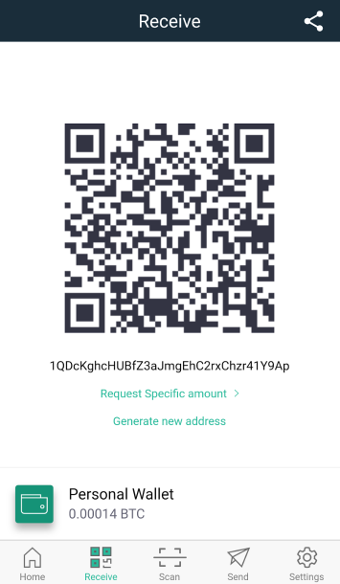 Receive
1QDcKghcHUBfZ3aJmgEhC2rxChzr41Y9Ap
Request Specific amount
Generate new address
Personal Wallet
0.00014 BTC
Home Receive Scan Send Settings